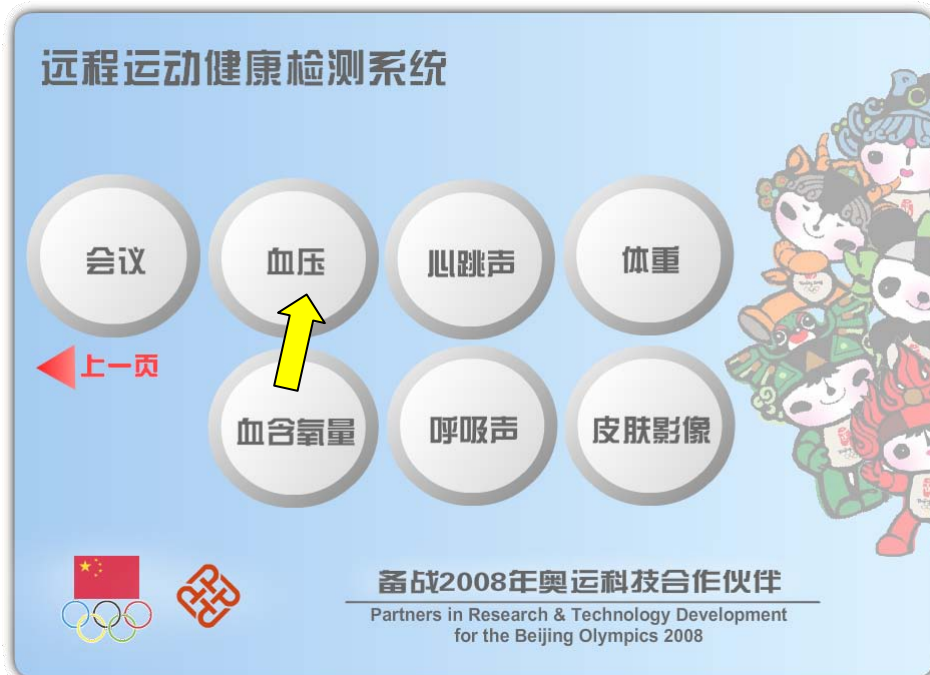 远程运动健康检测系统
会议
血压
心跳声
体重
上一页
血含氧量
呼吸声
皮肤影像
备战2008年奥运科技合作伙伴
Partners in Research & Technology Development
for the Beijing Olympics 2008